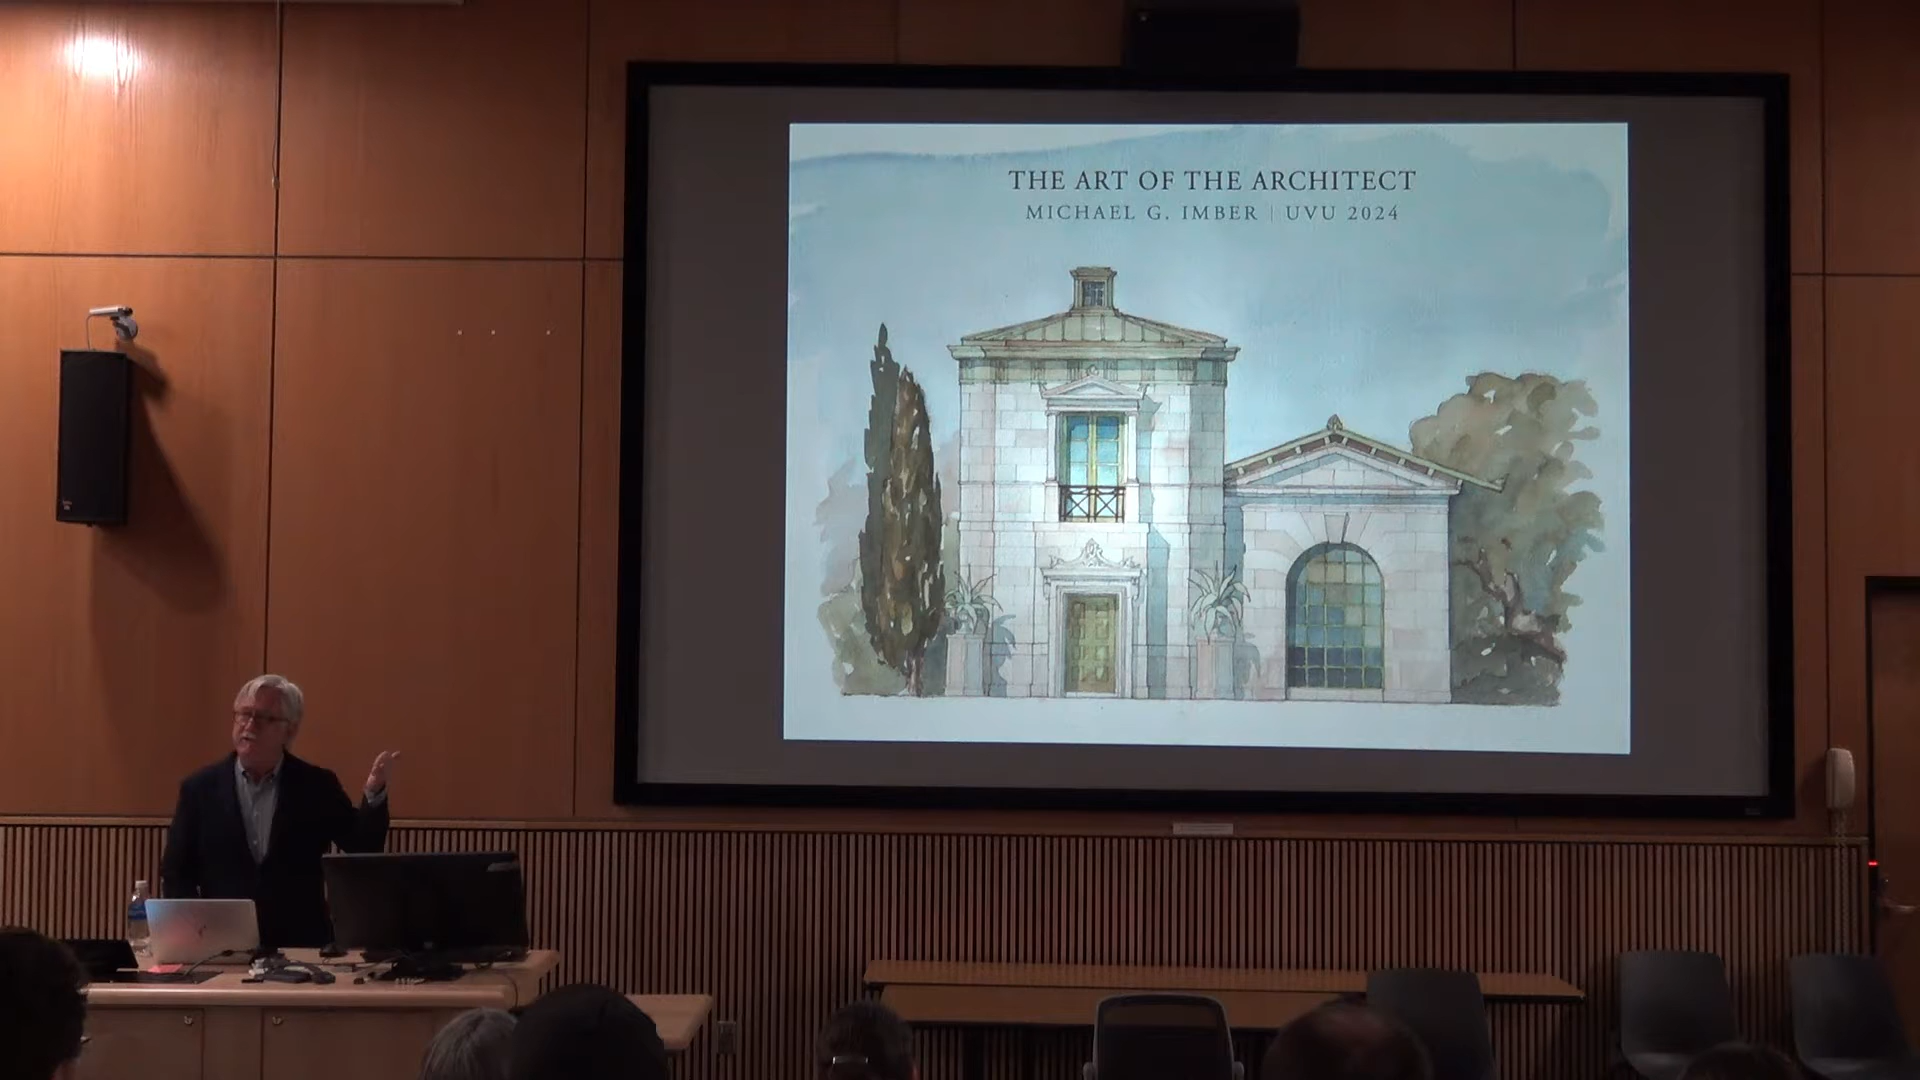 THE ART OF THE ARCHITECT
MICHAEL G. IMBER | UVU 2024